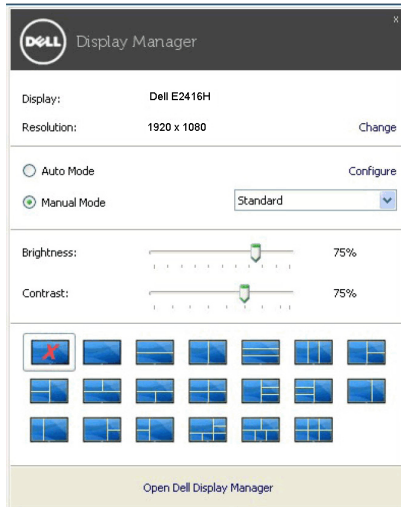 x
DELL Display Manager
Display: Dell E2416H
Resolution: 1920 x 1080 Change
Auto Mode Configure
Manual Mode Standard
Brightness: 75%
Contrast: 75%
Open Dell Display Manager